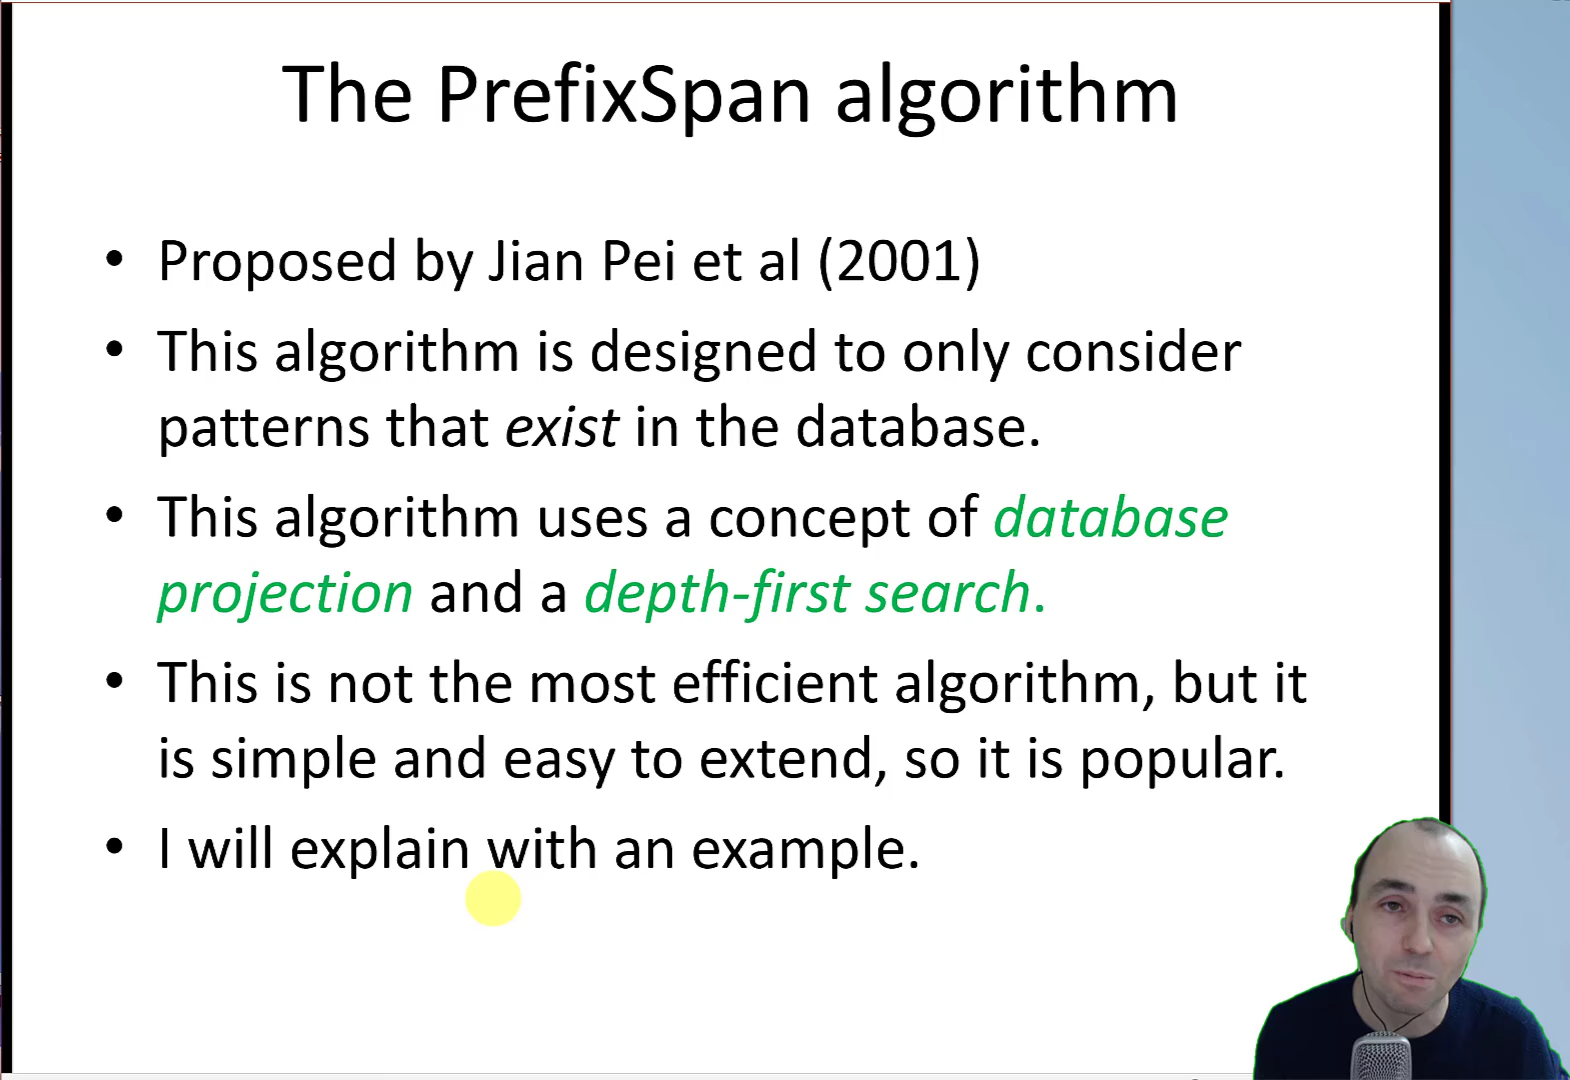 The PrefixSpan algorithm
• Proposed by Jian Pei et al (2001)
• This algorithm is designed to only consider
patterns that exist in the database.
• This algorithm uses a concept of database
projection and a depth-first search.
• This is not the most efficient algorithm, but it
is simple and easy to extend, so it is popular.
• I will explain with an example.